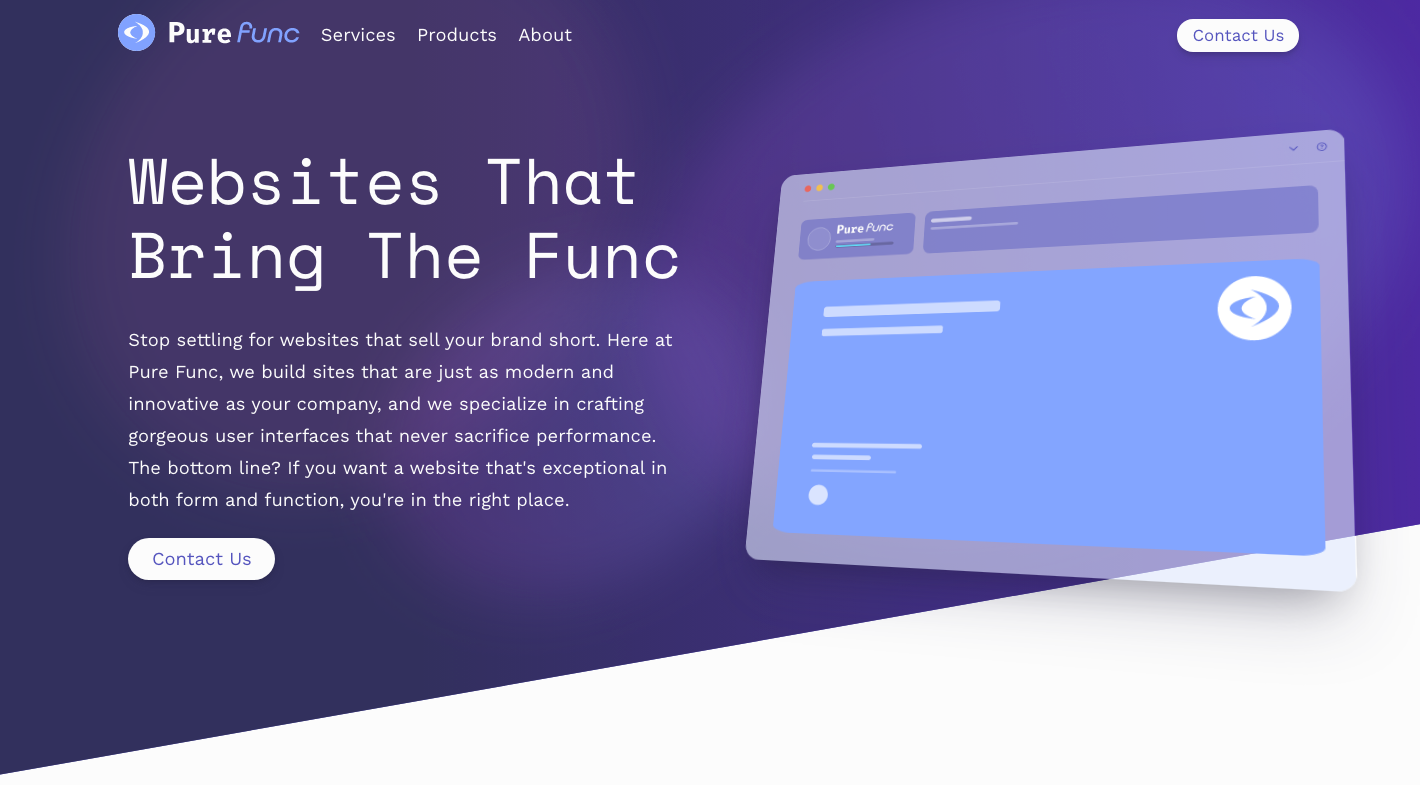 Pure Func Services Products About Contact Us
Websites That
Bring The Func
Pure Func
Stop settling for websites that sell your brand short. Here at
Pure Func, we build sites that are just as modern and
innovative as your company, and we specialize in crafting
gorgeous user interfaces that never sacrifice performance.
The bottom line? If you want a website that's exceptional in
both form and function, you're in the right place.
Contact Us